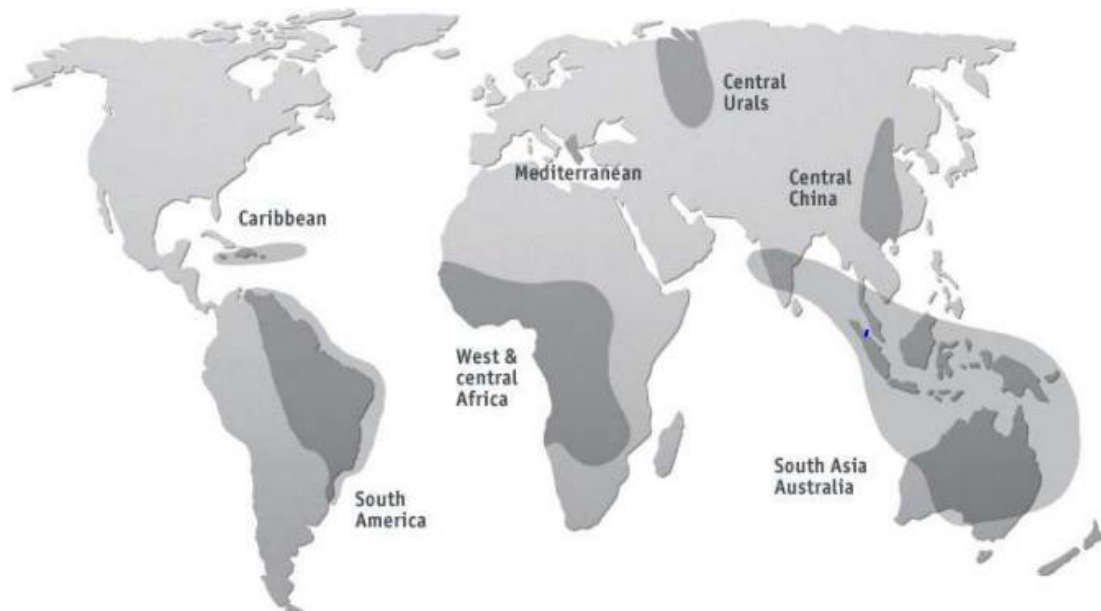 Central
Urals
Mediterranean
Central
China
Caribbean
West &
central
Africa
South Asia
Australia
South
America